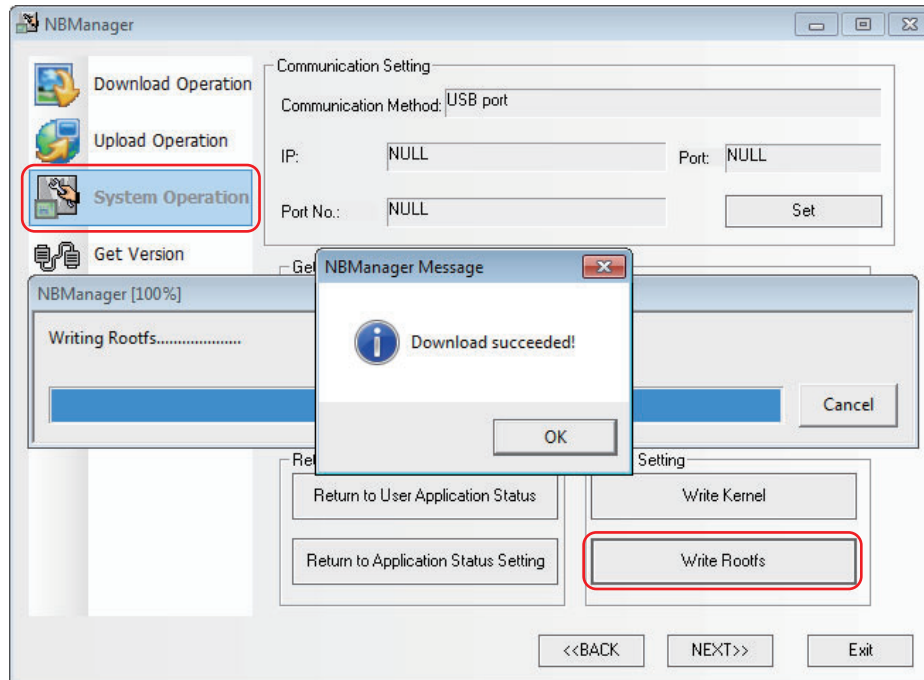 NBManager
Download Operation
Upload Operation
System Operation
Get Version
Communication Setting
Communication Method: USB port
IP: NULL Port: NULL
Port No.: NULL Set
Get
NBManager [100%]
Writing Rootfs....................
Cancel
NBManager Message
Download succeeded!
OK
Ret
Return to User Application Status
Return to Application Status Setting
Setting
Write Kernel
Write Rootfs
<<BACK NEXT>> Exit